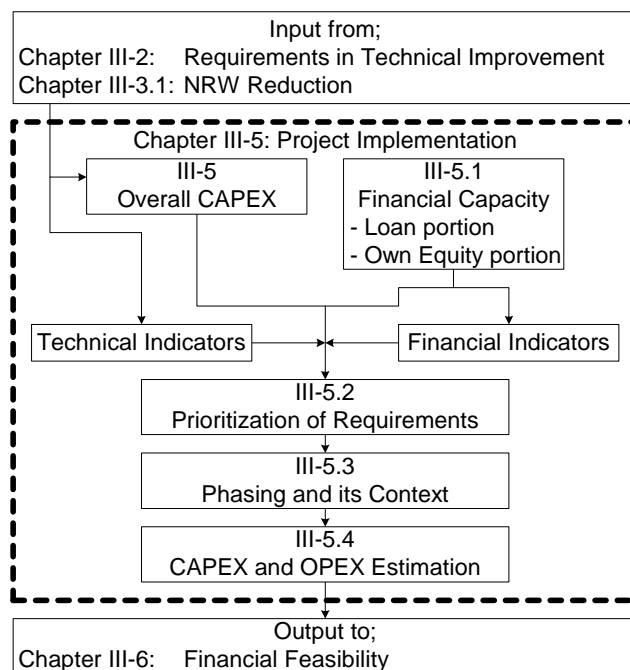 Input from;
Chapter III-2: Requirements in Technical Improvement
Chapter III-3.1: NRW Reduction
Chapter III-5: Project Implementation
III-5
Overall CAPEX
III-5.1
Financial Capacity
- Loan portion
- Own Equity portion
Technical Indicators
Financial Indicators
III-5.2
Prioritization of Requirements
III-5.3
Phasing and its Context
III-5.4
CAPEX and OPEX Estimation
Output to;
Chapter III-6: Financial Feasibility